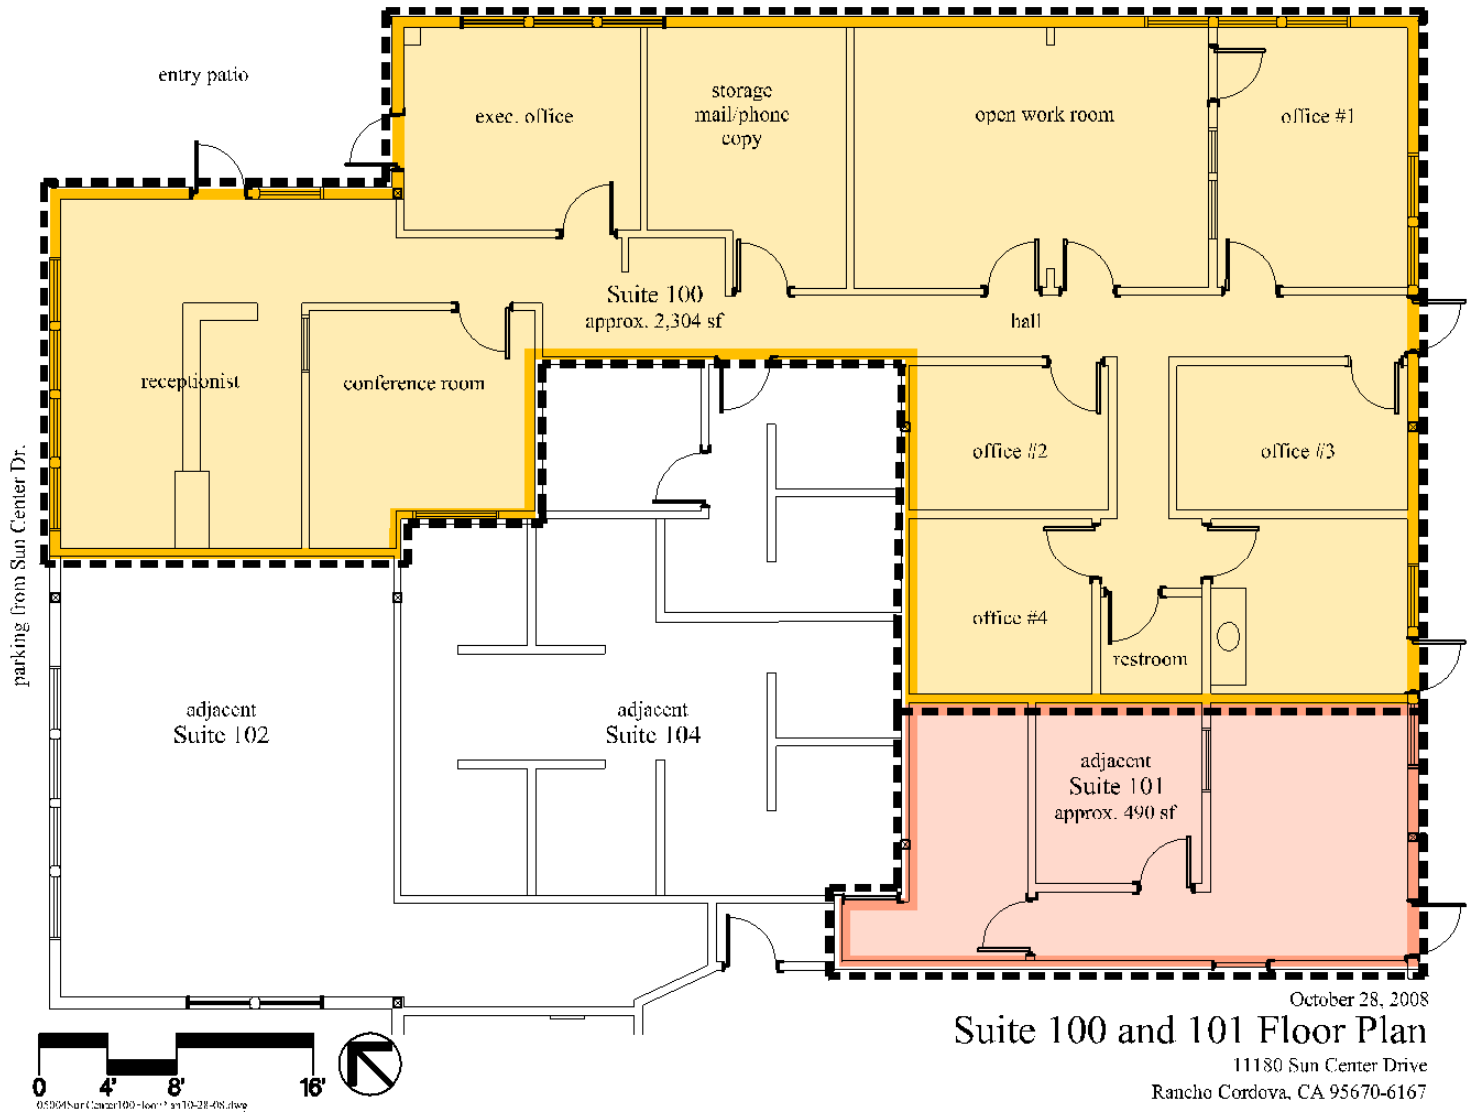 entry patio
exec. office
storage
mail/phone
copy
open work room
office #1
Suite 100
approx. 2,304 sf
hall
receptionist
conference room
office #2
office #3
parking from Sun Center Dr.
office #4
restroom
adjacent
Suite 102
adjacent
Suite 104
adjacent
Suite 101
approx. 490 sf
October 28, 2008
Suite 100 and 101 Floor Plan
11180 Sun Center Drive
Rancho Cordova, CA 95670-6167
0 4' 8' 16'